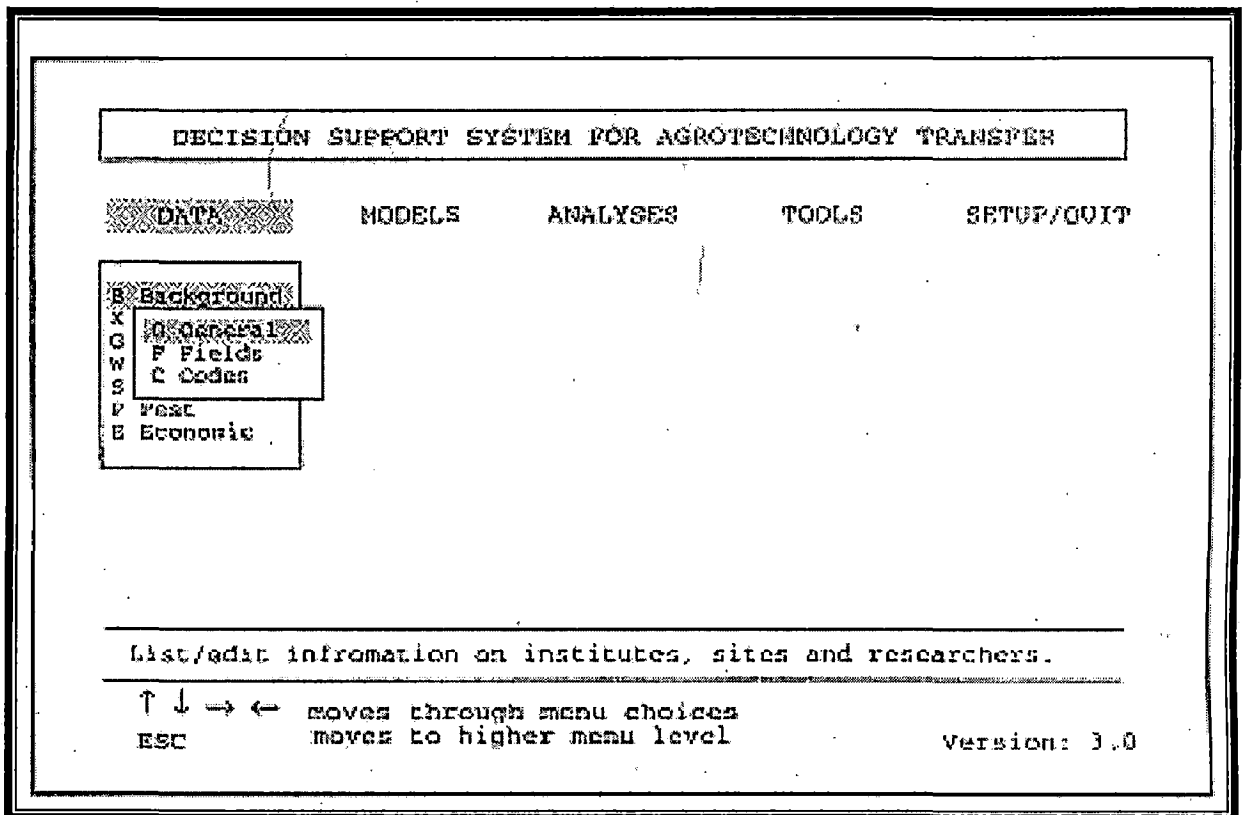 DECISION SUPPORT SYSTEM FOR AGROTECHNOLOGY TRANSFER
DATA MODELS ANALYSES TOOLS SETUP/QUIT
B Background
X
G
W
S
G General
F Fields
C Codes
P Pest
E Economic
List/edit infromation on institutes, sites and researchers.
↑ ↓ → ← moves through menu choices
ESC moves to higher menu level
Version: 3.0